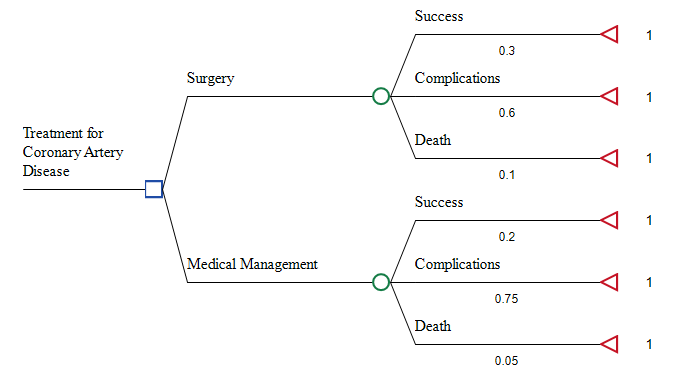 Success
0.3
1
Surgery
Complications
0.6
1
Treatment for
Coronary Artery
Disease
Death
0.1
1
Success
0.2
1
Medical Management
Complications
0.75
1
Death
0.05
1